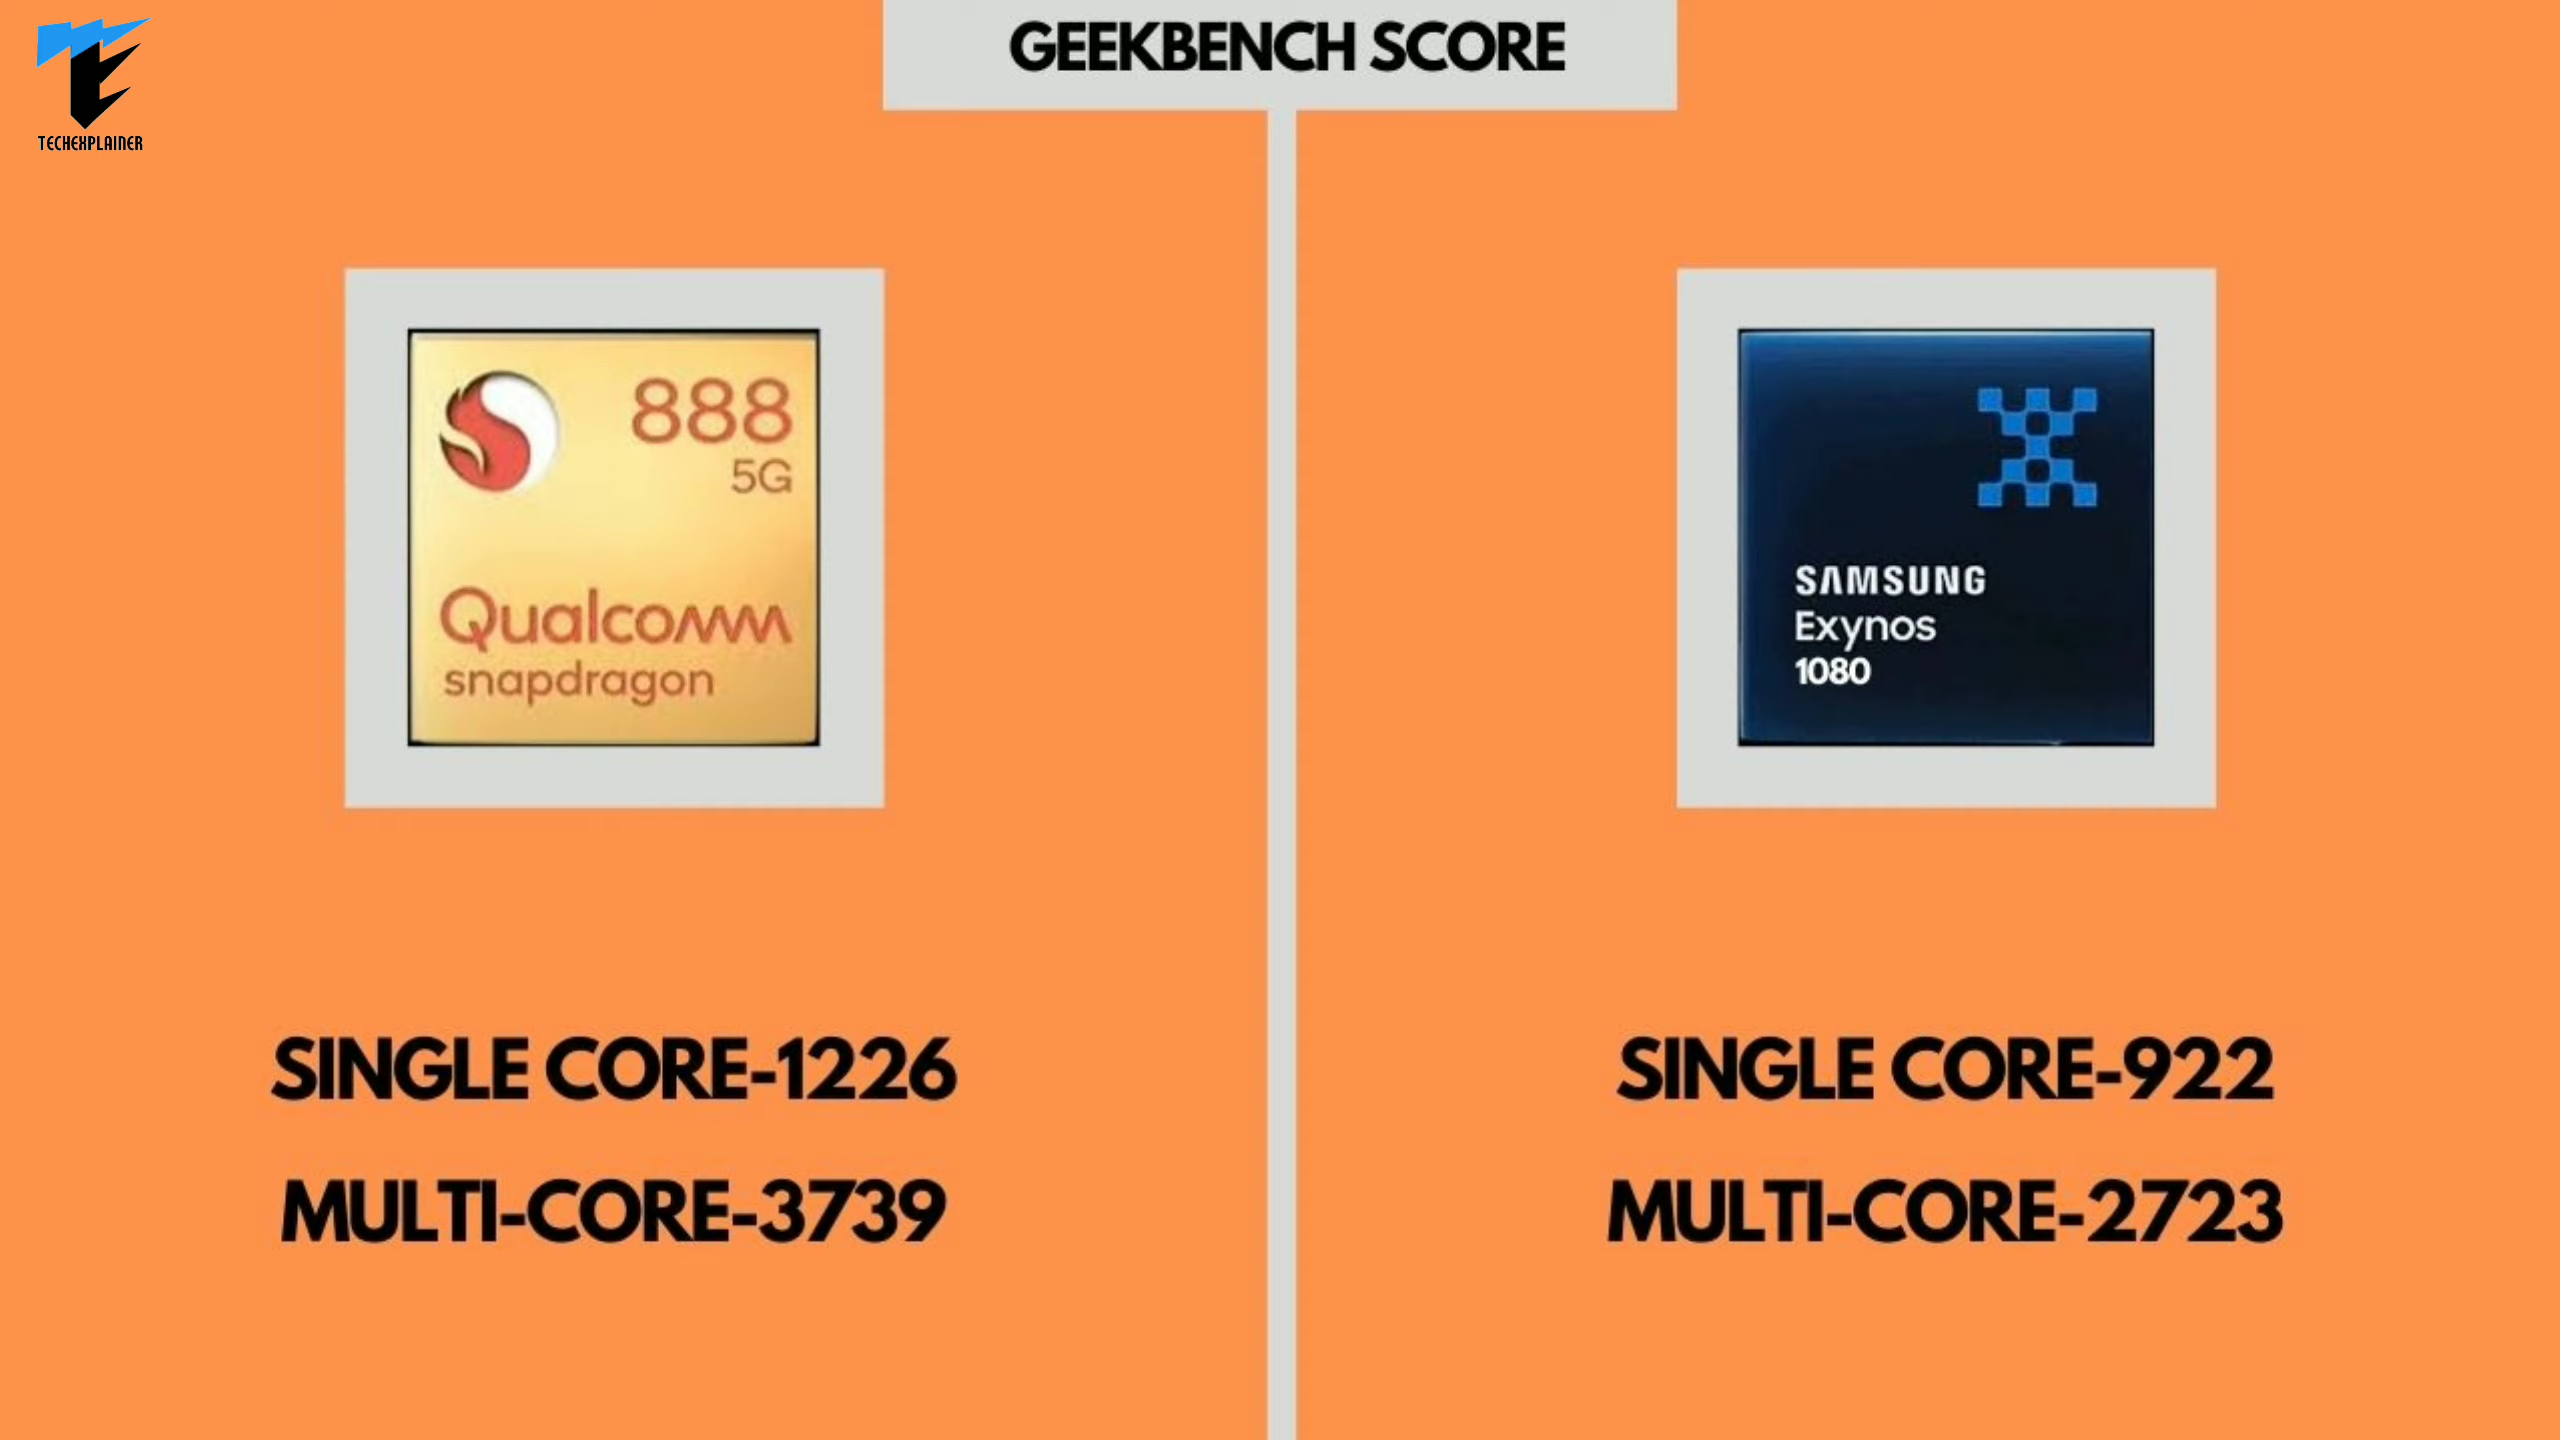 TECHEXPLAINER
GEEKBENCH SCORE
888
5G
Qualcomm
snapdragon
SINGLE CORE-1226
MULTI-CORE-3739
SAMSUNG
Exynos
1080
SINGLE CORE-922
MULTI-CORE-2723